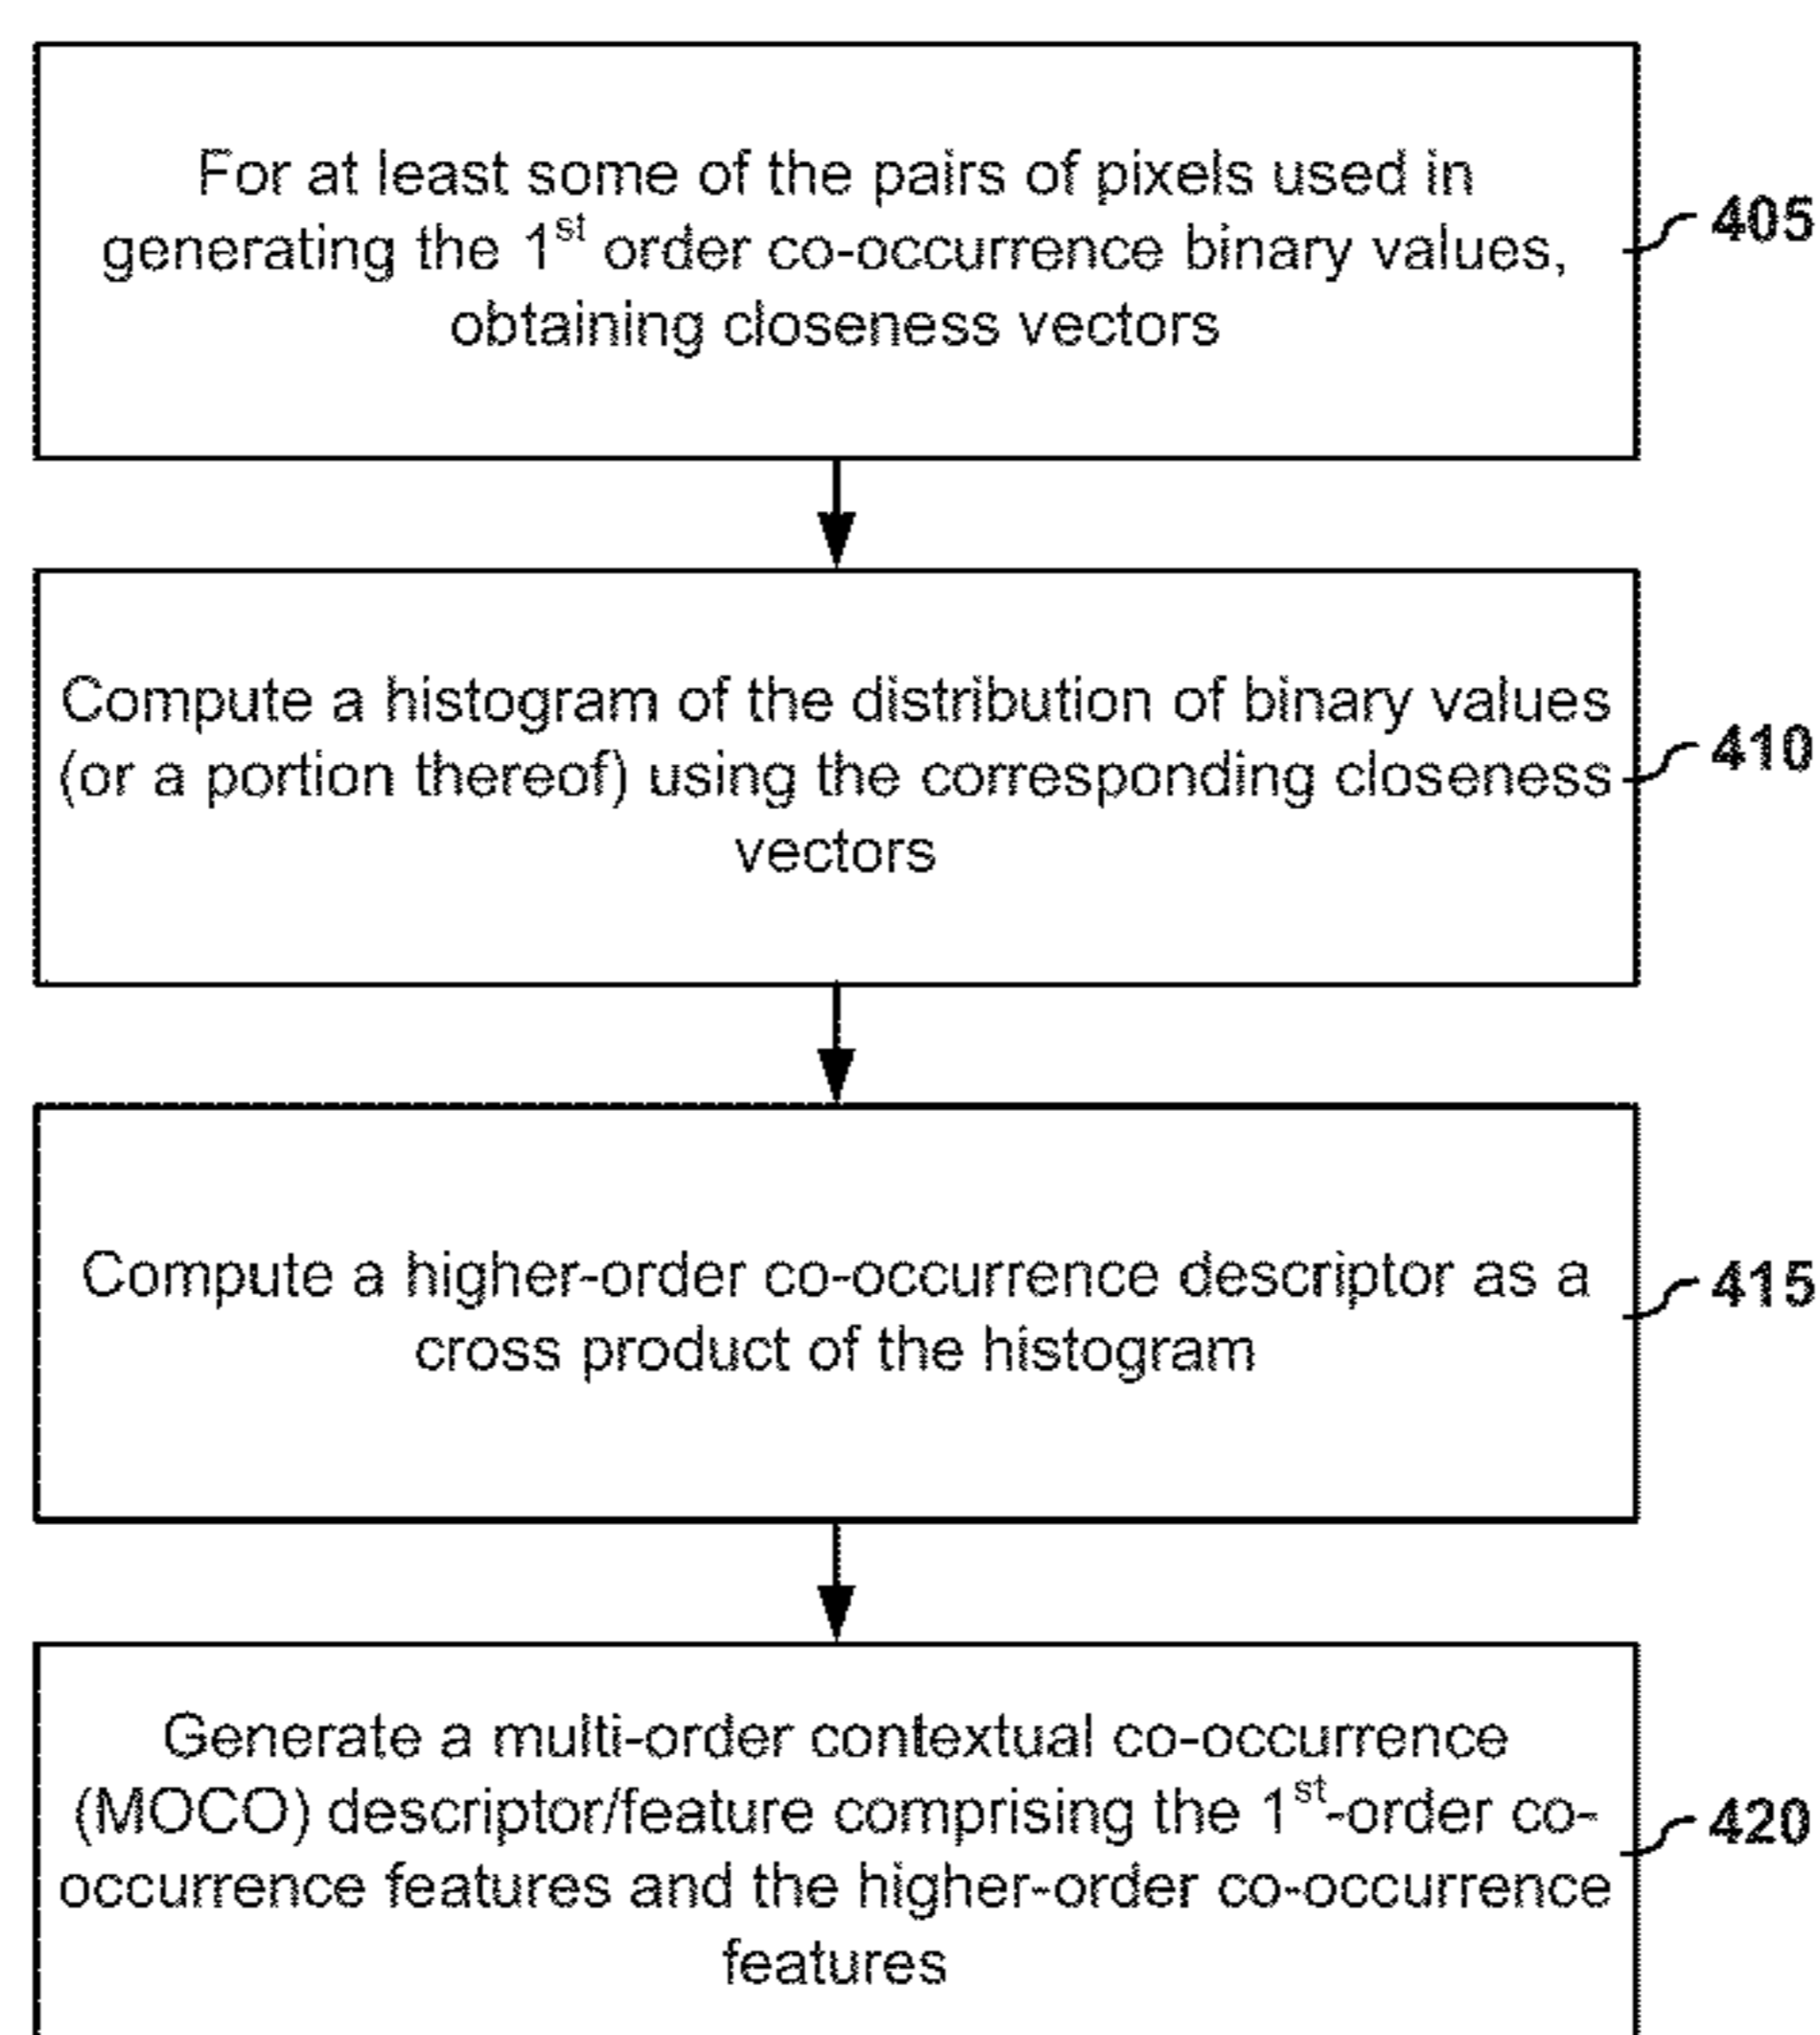 For at least some of the pairs of pixels used in
generating the 1st order co-occurrence binary values,
obtaining closeness vectors
405
Compute a histogram of the distribution of binary values
(or a portion thereof) using the corresponding closeness
vectors
410
Compute a higher-order co-occurrence descriptor as a
cross product of the histogram
415
Generate a multi-order contextual co-occurrence
(MOCO) descriptor/feature comprising the 1st-order co-
occurrence features and the higher-order co-occurrence
features
420